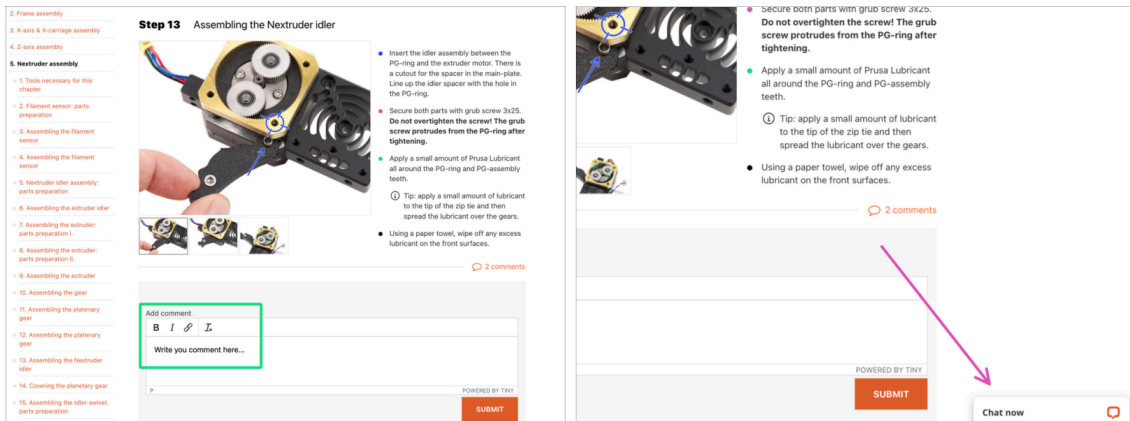 2. Frame assembly
3. X-axis & X-carriage assembly
4. Z-axis assembly
5. Nextruder assembly
1. Tools necessary for this
chapter
2. Filament sensor: parts
preparation
3. Assembling the filament
sensor
4. Assembling the filament
sensor
5. Nextruder idler assembly:
parts preparation
6. Assembling the extruder idler
7. Assembling the extruder:
parts preparation I.
8. Assembling the extruder:
parts preparation II.
9. Assembling the extruder
10. Assembling the gear
11. Assembling the platenary
gear
12. Assembling the platenary
gear
13. Assembling the Nextruder
idler
14. Covering the planetary gear
15. Assembling the Idler-swivel:
parts preparation
Step 13 Assembling the Nextruder idler
Insert the idler assembly between the
PG-ring and the extruder motor. There is
a cutout for the spacer in the main-plate.
Line up the idler spacer with the hole in
the PG-ring.
Secure both parts with grub screw 3x25.
Do not overtighten the screw! The grub
screw protrudes from the PG-ring after
tightening.
Apply a small amount of Prusa Lubricant
all around the PG-ring and PG-assembly
teeth.
Tip: apply a small amount of lubricant
to the tip of the zip tie and then
spread the lubricant over the gears.
Using a paper towel, wipe off any excess
lubricant on the front surfaces.
2 comments
Add comment
B I
Write you comment here...
P POWERED BY TINY
SUBMIT
Secure both parts with grub screw 3x25.
Do not overtighten the screw! The grub
screw protrudes from the PG-ring after
tightening.
Apply a small amount of Prusa Lubricant
all around the PG-ring and PG-assembly
teeth.
Tip: apply a small amount of lubricant
to the tip of the zip tie and then
spread the lubricant over the gears.
Using a paper towel, wipe off any excess
lubricant on the front surfaces.
2 comments
POWERED BY TINY
SUBMIT
Chat now